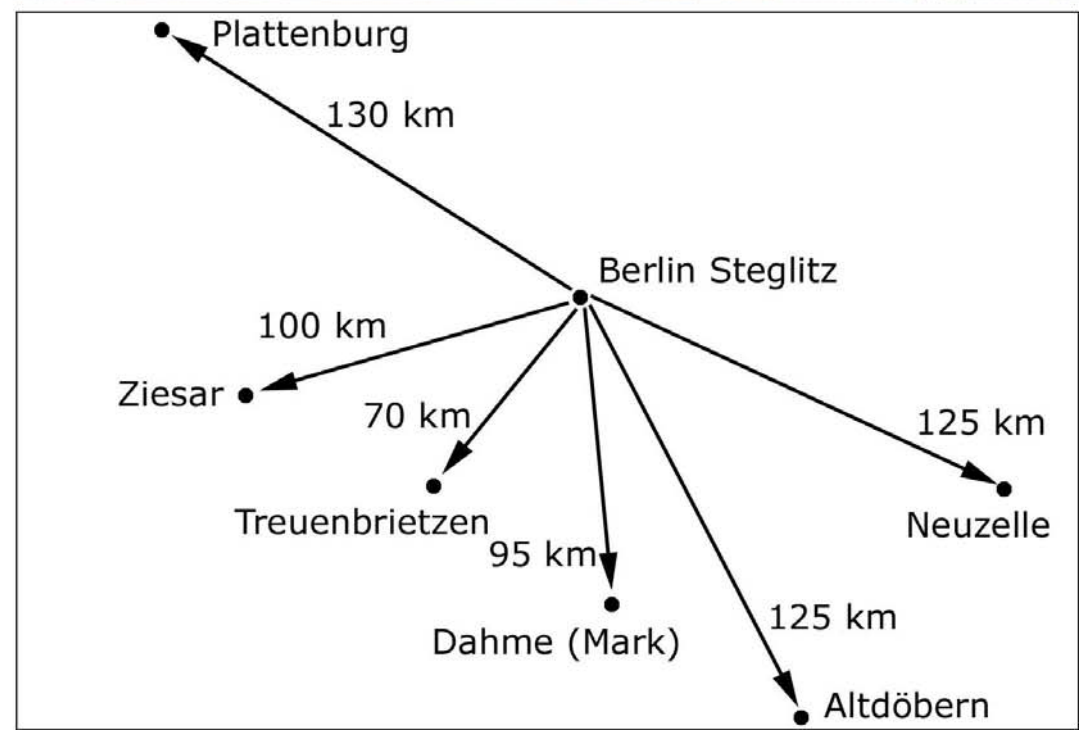 Plattenburg
130 km
Berlin Steglitz
100 km
Ziesar
70 km
125 km
Treuenbrietzen
Neuzelle
95 km
Dahme (Mark)
125 km
Altdöbern